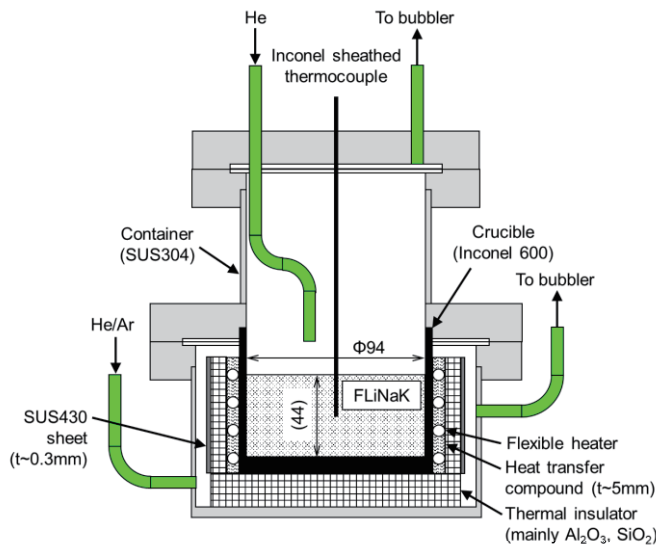 He
To bubbler
Inconel sheathed
thermocouple
Container
(SUS304)
Crucible
(Inconel 600)
To bubbler
He/Ar
Φ94
(44)
FLiNaK
SUS430
sheet
(t~0.3mm)
Flexible heater
Heat transfer
compound (t~5mm)
Thermal insulator
(mainly Al₂O₃, SiO₂)